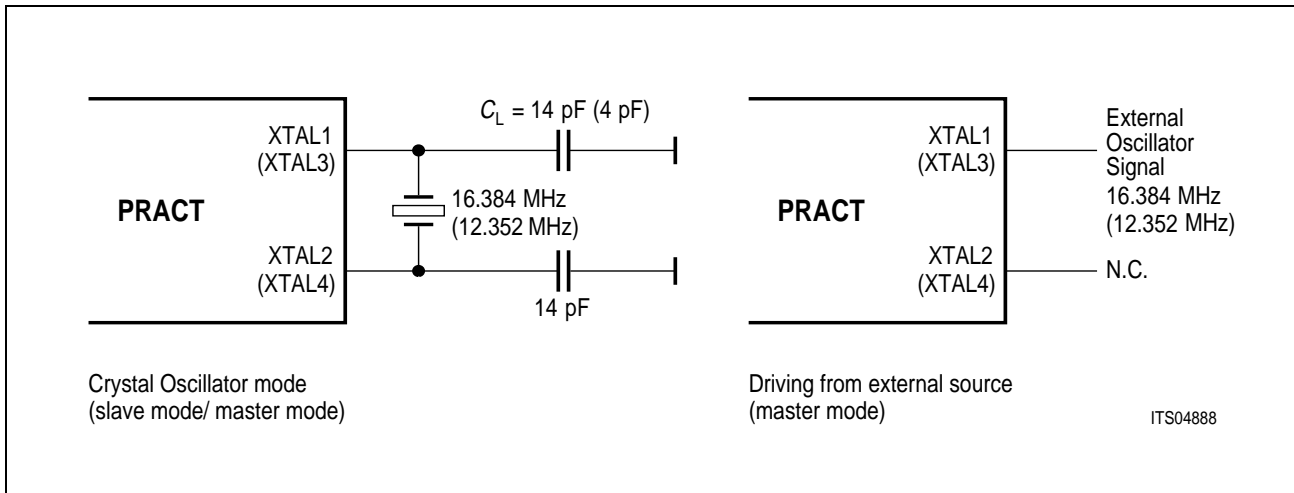 C_L = 14 pF (4 pF)
XTAL1
(XTAL3)
PRACT
16.384 MHz
(12.352 MHz)
XTAL2
(XTAL4)
14 pF
Crystal Oscillator mode
(slave mode/ master mode)
XTAL1
(XTAL3)
External
Oscillator
Signal
16.384 MHz
(12.352 MHz)
PRACT
XTAL2
(XTAL4)
N.C.
Driving from external source
(master mode)
ITS04888